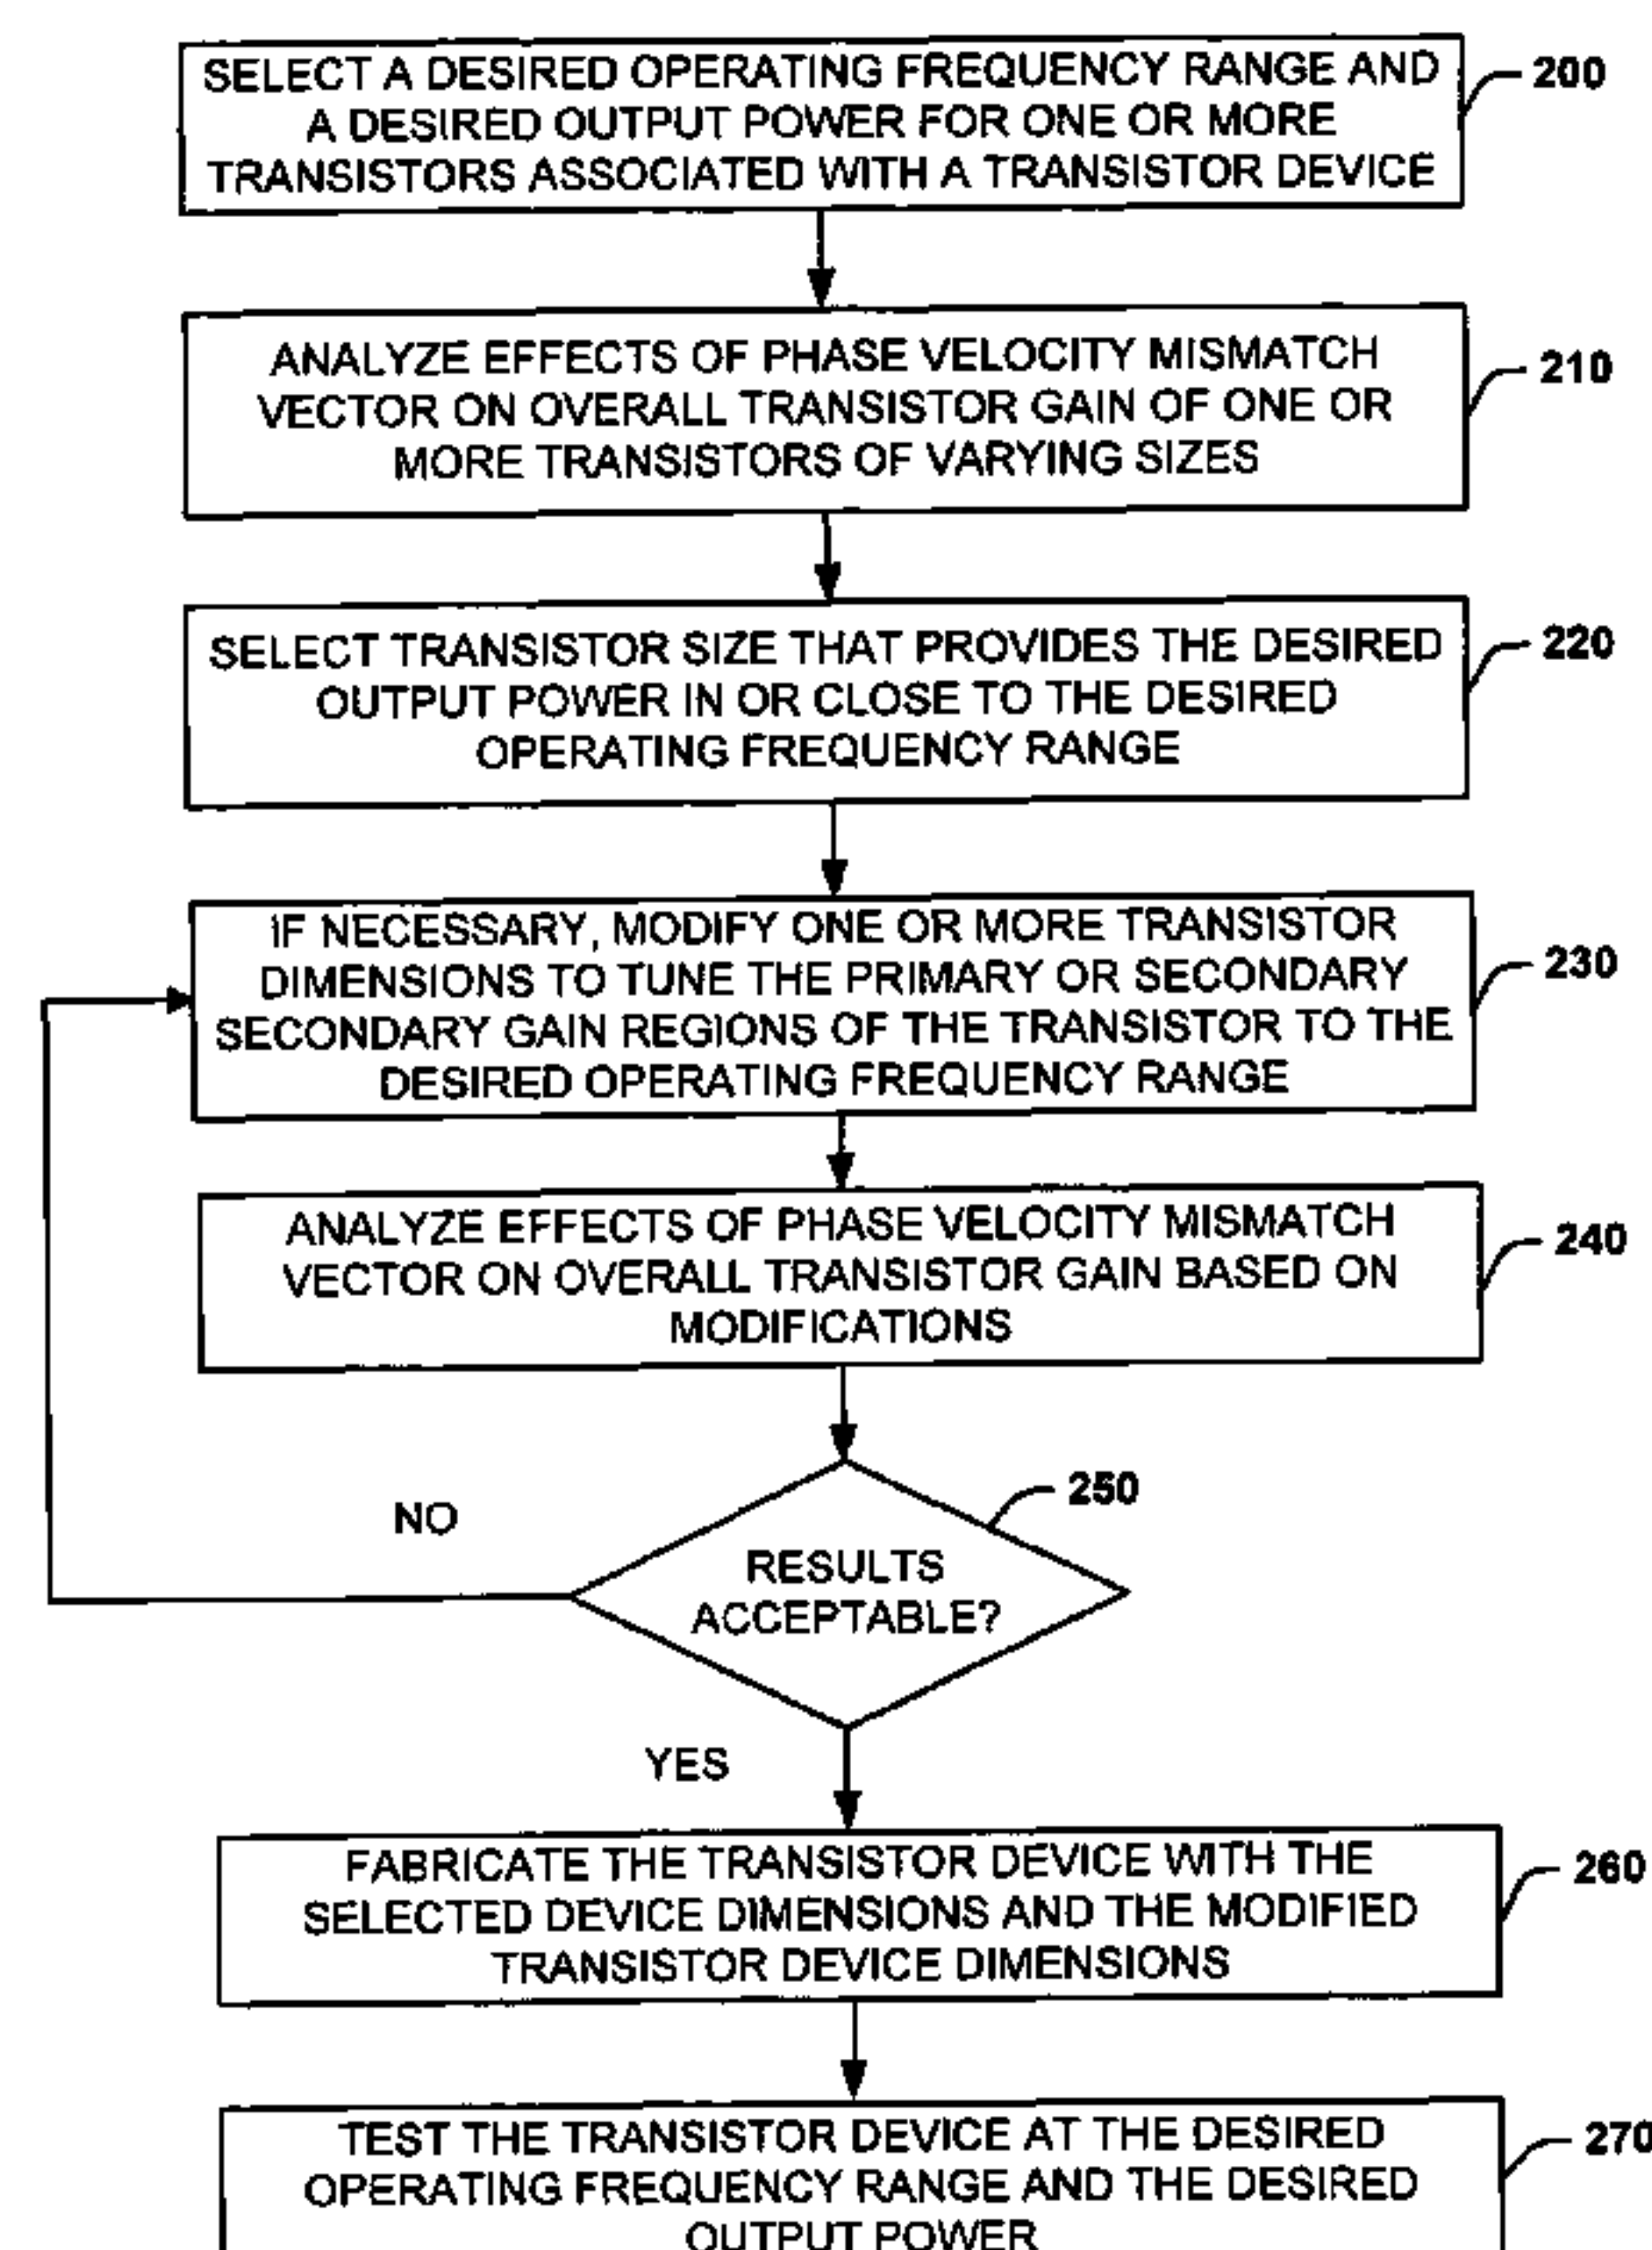 SELECT A DESIRED OPERATING FREQUENCY RANGE AND
A DESIRED OUTPUT POWER FOR ONE OR MORE
TRANSISTORS ASSOCIATED WITH A TRANSISTOR DEVICE
200
ANALYZE EFFECTS OF PHASE VELOCITY MISMATCH
VECTOR ON OVERALL TRANSISTOR GAIN OF ONE OR
MORE TRANSISTORS OF VARYING SIZES
210
SELECT TRANSISTOR SIZE THAT PROVIDES THE DESIRED
OUTPUT POWER IN OR CLOSE TO THE DESIRED
OPERATING FREQUENCY RANGE
220
IF NECESSARY, MODIFY ONE OR MORE TRANSISTOR
DIMENSIONS TO TUNE THE PRIMARY OR SECONDARY
SECONDARY GAIN REGIONS OF THE TRANSISTOR TO THE
DESIRED OPERATING FREQUENCY RANGE
230
ANALYZE EFFECTS OF PHASE VELOCITY MISMATCH
VECTOR ON OVERALL TRANSISTOR GAIN BASED ON
MODIFICATIONS
240
250
NO
RESULTS
ACCEPTABLE?
YES
FABRICATE THE TRANSISTOR DEVICE WITH THE
SELECTED DEVICE DIMENSIONS AND THE MODIFIED
TRANSISTOR DEVICE DIMENSIONS
260
TEST THE TRANSISTOR DEVICE AT THE DESIRED
OPERATING FREQUENCY RANGE AND THE DESIRED
OUTPUT POWER
270